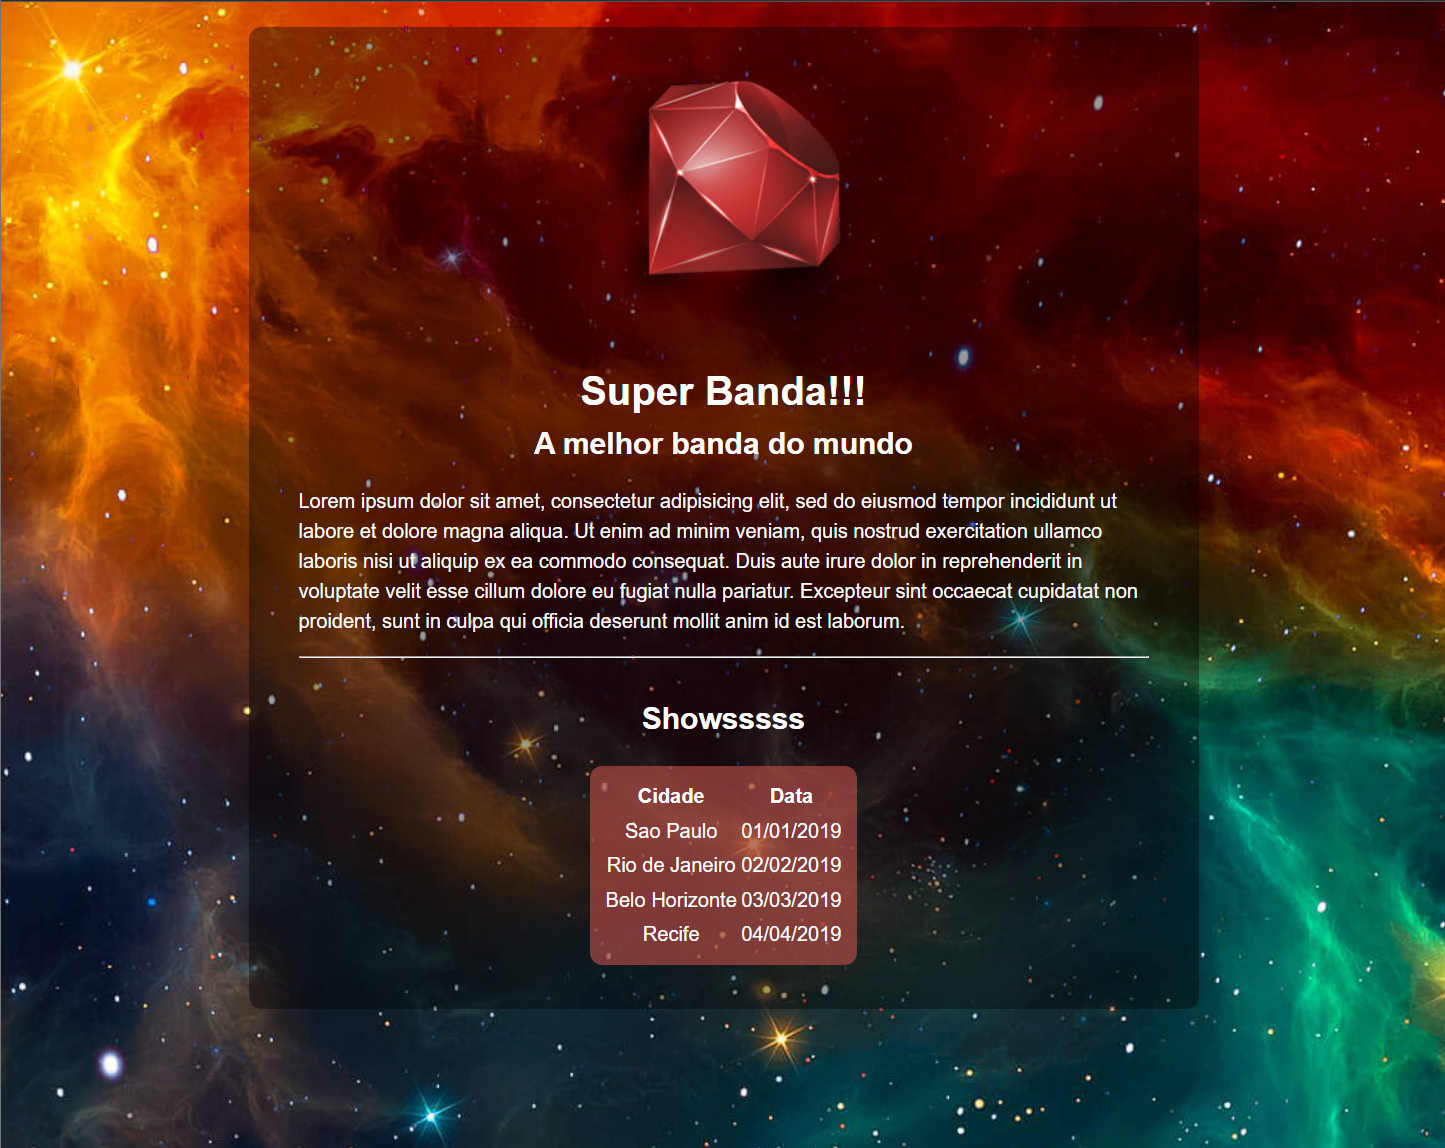 Super Banda!!!
A melhor banda do mundo
Lorem ipsum dolor sit amet, consectetur adipisicing elit, sed do eiusmod tempor incididunt ut
labore et dolore magna aliqua. Ut enim ad minim veniam, quis nostrud exercitation ullamco
laboris nisi ut aliquip ex ea commodo consequat. Duis aute irure dolor in reprehenderit in
voluptate velit esse cillum dolore eu fugiat nulla pariatur. Excepteur sint occaecat cupidatat non
proident, sunt in culpa qui officia deserunt mollit anim id est laborum.
Showsssss
Cidade Data
Sao Paulo 01/01/2019
Rio de Janeiro 02/02/2019
Belo Horizonte 03/03/2019
Recife 04/04/2019